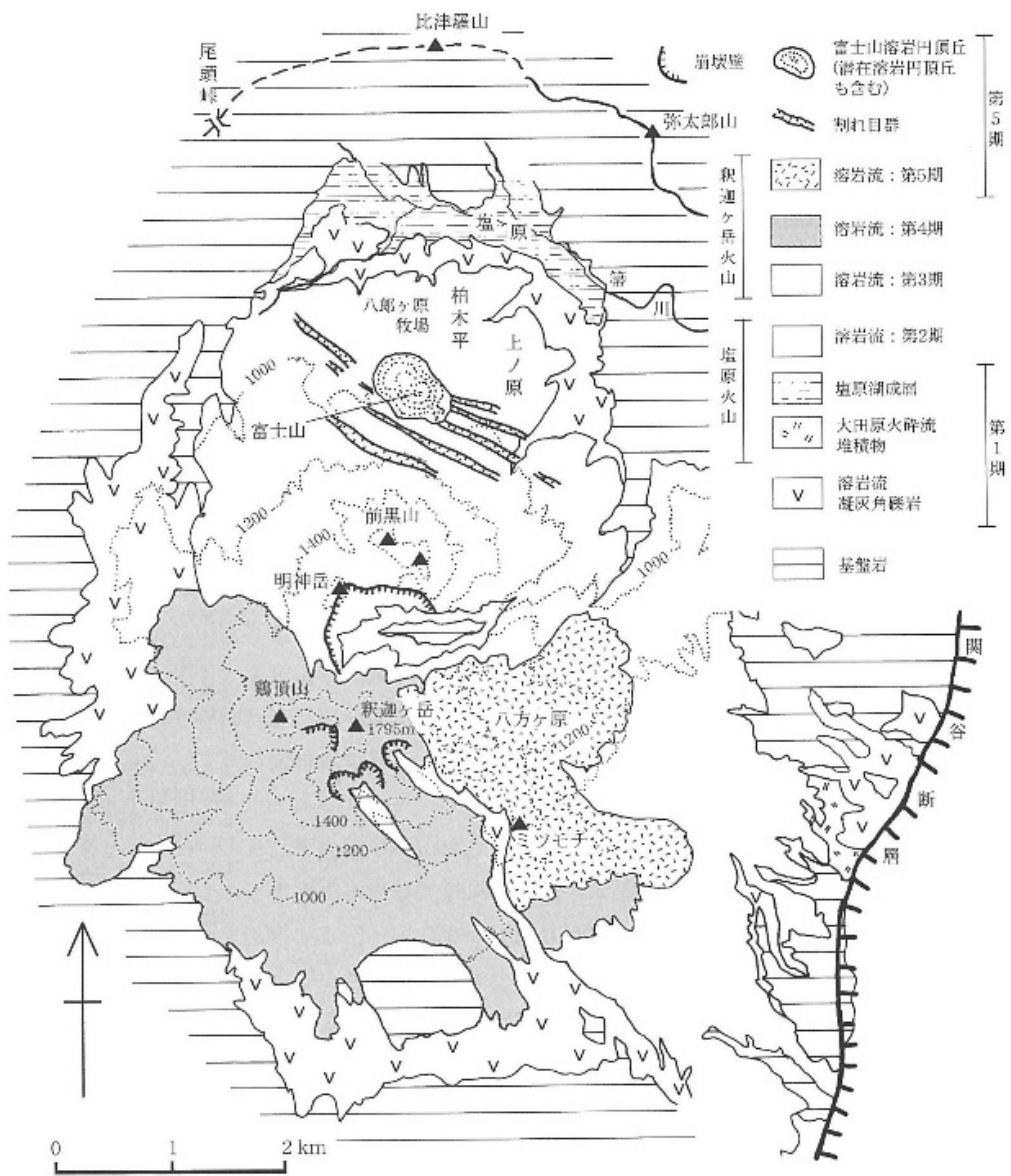 比津羅山
尾頭峠
弥太郎山
塩ノ原
箒川
八郎ヶ原
牧場
柏木平
上ノ原
1000
富士山
1200
前黒山
1400
1000
明神岳
鶏頂山
釈迦ヶ岳
1795m
八方ヶ原
1200
ミツモチ
1400
1200
1000
関谷断層
0 1 2 km
崩壊壁
富士山溶岩円頂丘
(潜在溶岩円頂丘
も含む)
割れ目群
溶岩流：第5期
第5期
溶岩流：第4期
溶岩流：第3期
釈迦ヶ岳火山
溶岩流：第2期
塩原湖成層
大田原火砕流
堆積物
溶岩流
凝灰角礫岩
塩原火山
第1期
基盤岩